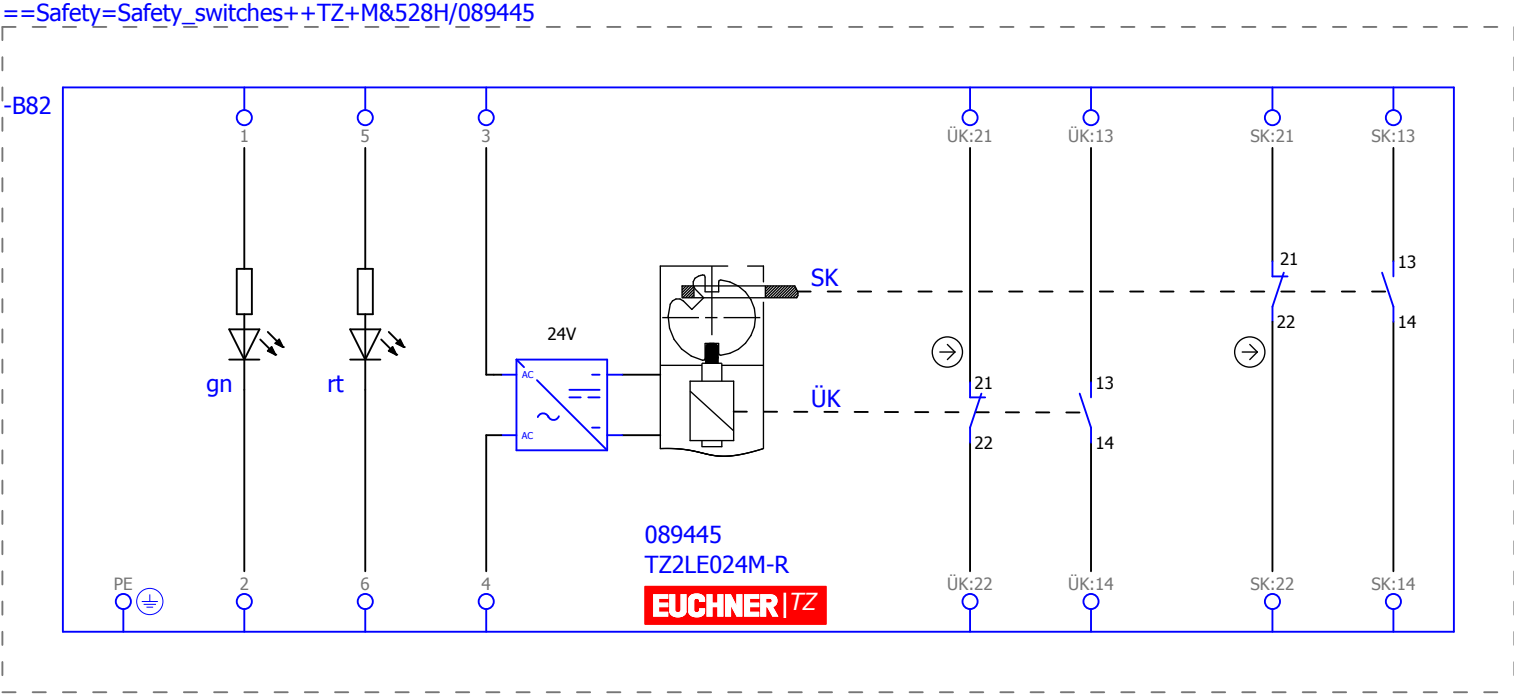 ==Safety=Safety_switches++TZ+M&528H/089445
-B82
1 5 3 ÜK:21 ÜK:13 SK:21 SK:13
21 13
SK
22 14
24V
AC
gn rt
21 13
ÜK
AC
22 14
089445
TZ2LE024M-R
PE 2 6 4 ÜK:22 ÜK:14 SK:22 SK:14
EUCHNER|TZ